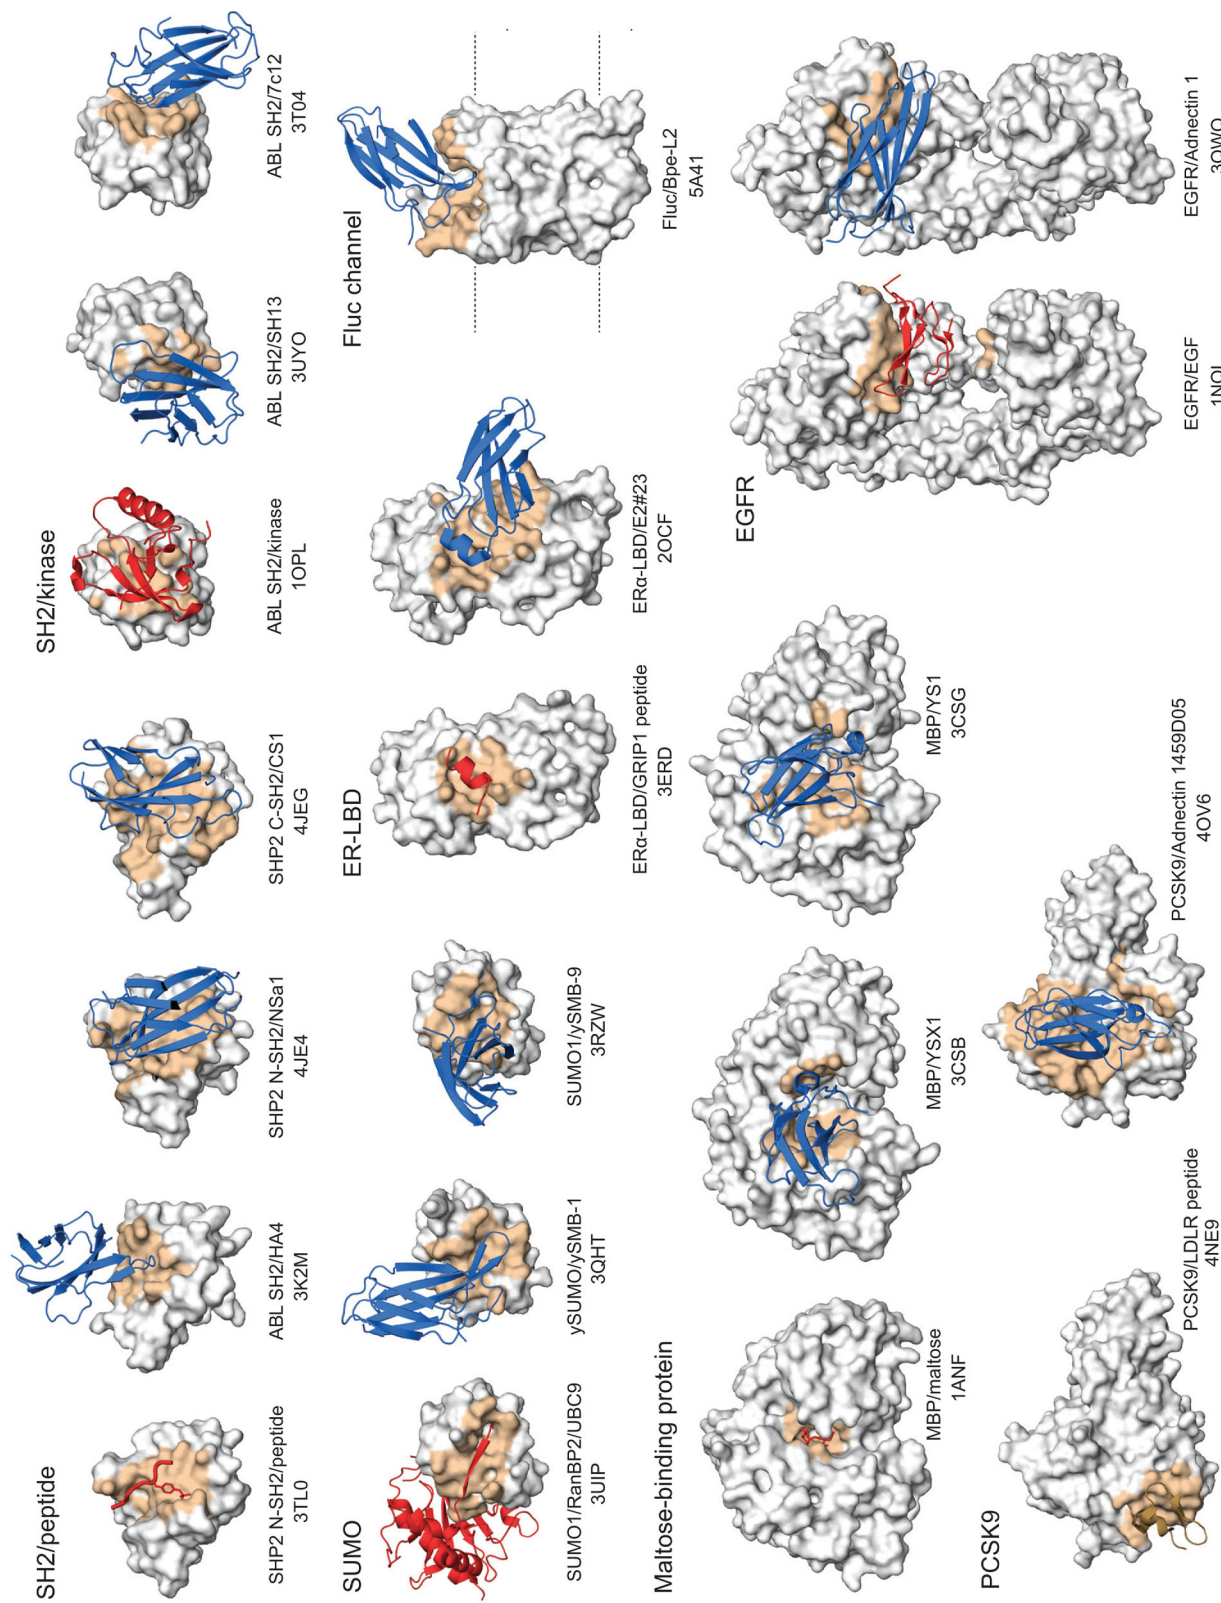 SH2/peptide
SH2/kinase
SHP2 N-SH2/peptide
3TL0
ABL SH2/HA4
3K2M
SHP2 N-SH2/NSa1
4JE4
SHP2 C-SH2/CS1
4JEG
ABL SH2/kinase
1OPL
ABL SH2/SH13
3UYO
ABL SH2/7c12
3T04
SUMO
ER-LBD
Fluc channel
SUMO1/RanBP2/UBC9
3UIP
ySUMO/ySMB-1
3QHT
SUMO1/ySMB-9
3RZW
ERα-LBD/GRIP1 peptide
3ERD
ERα-LBD/E2#23
2OCF
Fluc/Bpe-L2
5A41
Maltose-binding protein
EGFR
MBP/maltose
1ANF
MBP/YSX1
3CSB
MBP/YS1
3CSG
EGFR/EGF
1NQL
EGFR/Adnectin 1
3QWQ
PCSK9
PCSK9/LDLR peptide
4NE9
PCSK9/Adnectin 1459D05
4OV6